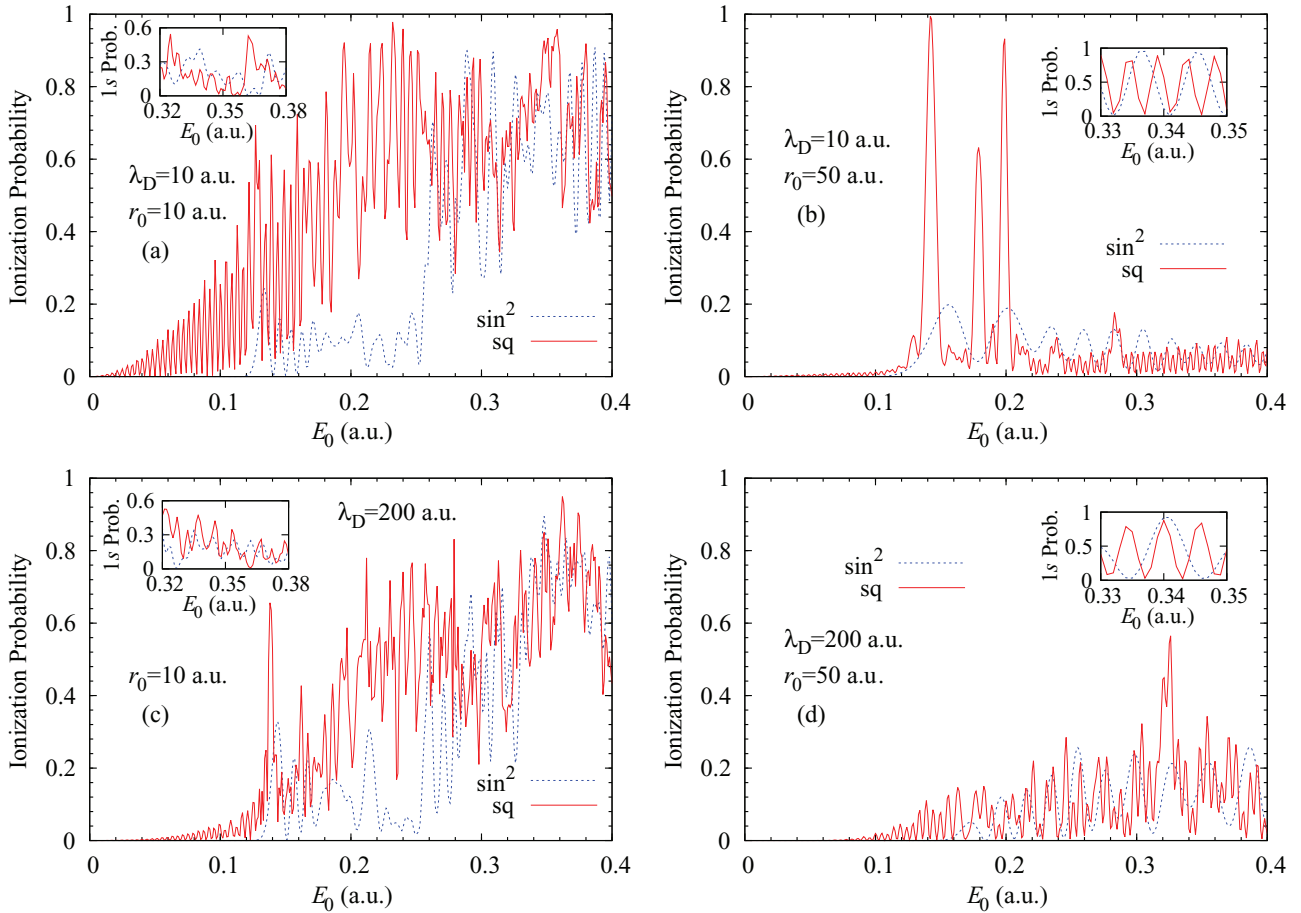 1
0.8
0.6
0.4
0.2
0
Ionization Probability
0 0.1 0.2 0.3 0.4
E0 (a.u.)
0.6
0.3
0
1s Prob.
0.32 0.34 0.36 0.38
E0 (a.u.)
λD=10 a.u.
r0=10 a.u.
(a)
sin2
sq
1
0.8
0.6
0.4
0.2
0
Ionization Probability
0 0.1 0.2 0.3 0.4
E0 (a.u.)
1
0.5
0
1s Prob.
0.33 0.34 0.35
E0 (a.u.)
λD=10 a.u.
r0=50 a.u.
(b)
sin2
sq
1
0.8
0.6
0.4
0.2
0
Ionization Probability
0 0.1 0.2 0.3 0.4
E0 (a.u.)
0.6
0.3
0
1s Prob.
0.32 0.35 0.38
E0 (a.u.)
λD=200 a.u.
r0=10 a.u.
(c)
sin2
sq
1
0.8
0.6
0.4
0.2
0
Ionization Probability
0 0.1 0.2 0.3 0.4
E0 (a.u.)
1
0.5
0
1s Prob.
0.33 0.34 0.35
E0 (a.u.)
sin2
sq
λD=200 a.u.
r0=50 a.u.
(d)